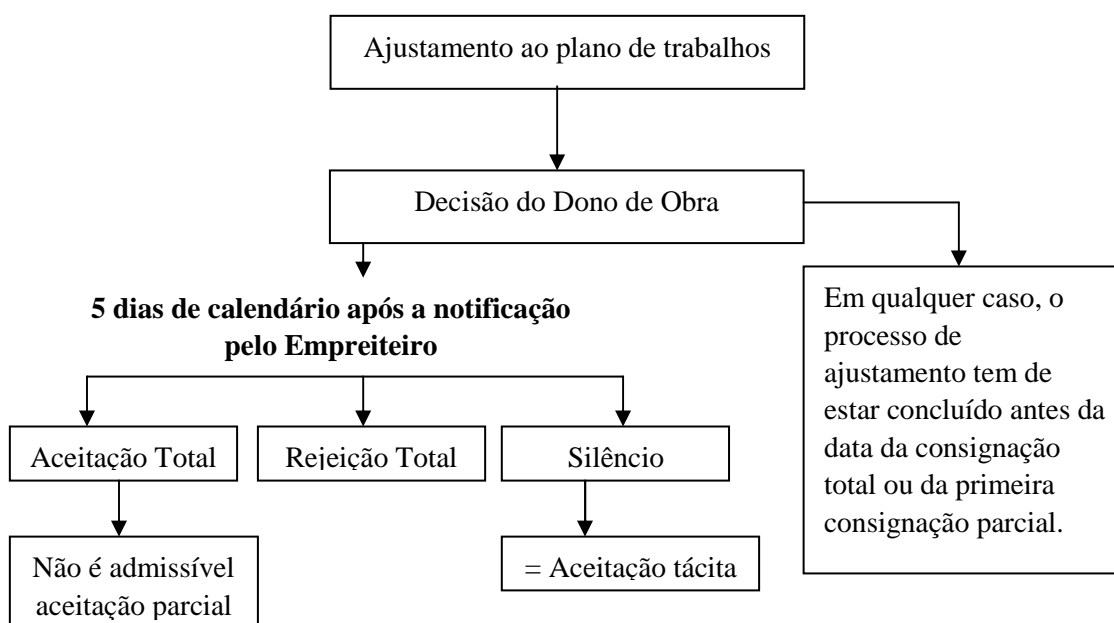 Ajustamento ao plano de trabalhos
Decisão do Dono de Obra
5 dias de calendário após a notificação
pelo Empreiteiro
Em qualquer caso, o
processo de
ajustamento tem de
estar concluído antes da
data da consignação
total ou da primeira
consignação parcial.
Aceitação Total
Rejeição Total
Silêncio
Não é admissível
aceitação parcial
= Aceitação tácita